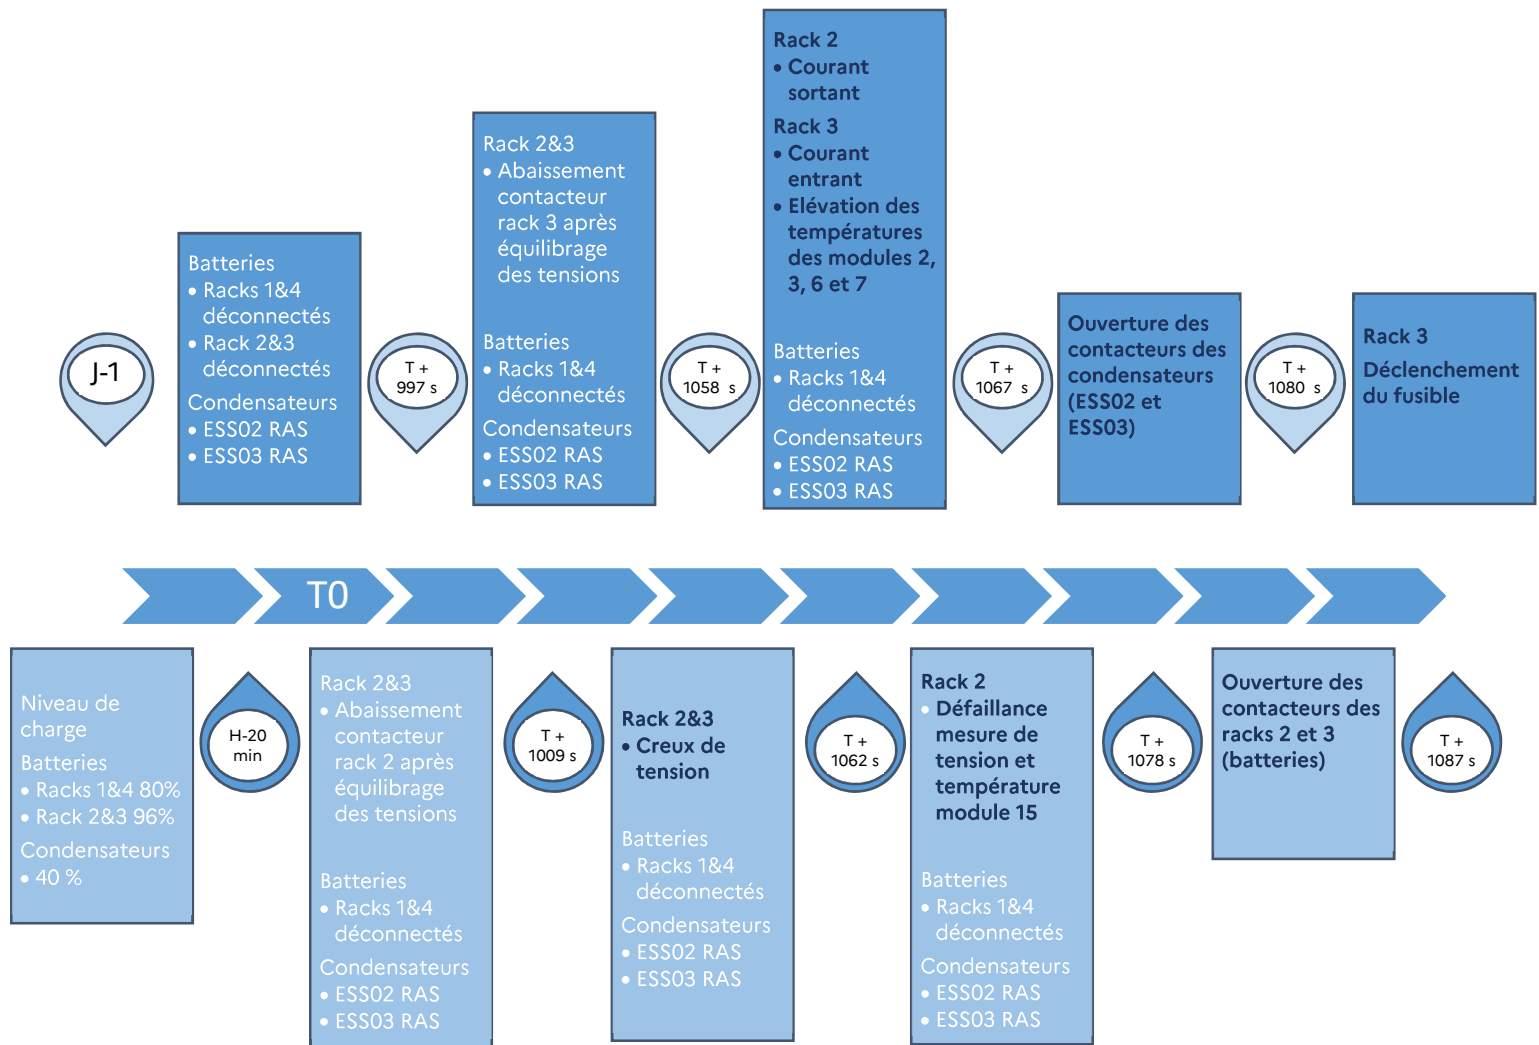 J-1
Batteries
• Racks 1&4
déconnectés
• Rack 2&3
déconnectés
Condensateurs
• ESS02 RAS
• ESS03 RAS
T +
997 s
Rack 2&3
• Abaissement
contacteur
rack 3 après
équilibrage
des tensions
Batteries
• Racks 1&4
déconnectés
Condensateurs
• ESS02 RAS
• ESS03 RAS
T +
1058 s
Rack 2
• Courant
sortant
Rack 3
• Courant
entrant
• Elévation des
températures
des modules 2,
3, 6 et 7
Batteries
• Racks 1&4
déconnectés
Condensateurs
• ESS02 RAS
• ESS03 RAS
T +
1067 s
Ouverture des
contacteurs des
condensateurs
(ESS02 et
ESS03)
T +
1080 s
Rack 3
Déclenchement
du fusible
T0
Niveau de
charge
Batteries
• Racks 1&4 80%
• Rack 2&3 96%
Condensateurs
• 40 %
H-20
min
Rack 2&3
• Abaissement
contacteur
rack 2 après
équilibrage
des tensions
Batteries
• Racks 1&4
déconnectés
Condensateurs
• ESS02 RAS
• ESS03 RAS
T +
1009 s
Rack 2&3
• Creux de
tension
Batteries
• Racks 1&4
déconnectés
Condensateurs
• ESS02 RAS
• ESS03 RAS
T +
1062 s
Rack 2
• Défaillance
mesure de
tension et
température
module 15
Batteries
• Racks 1&4
déconnectés
Condensateurs
• ESS02 RAS
• ESS03 RAS
T +
1078 s
Ouverture des
contacteurs des
racks 2 et 3
(batteries)
T +
1087 s